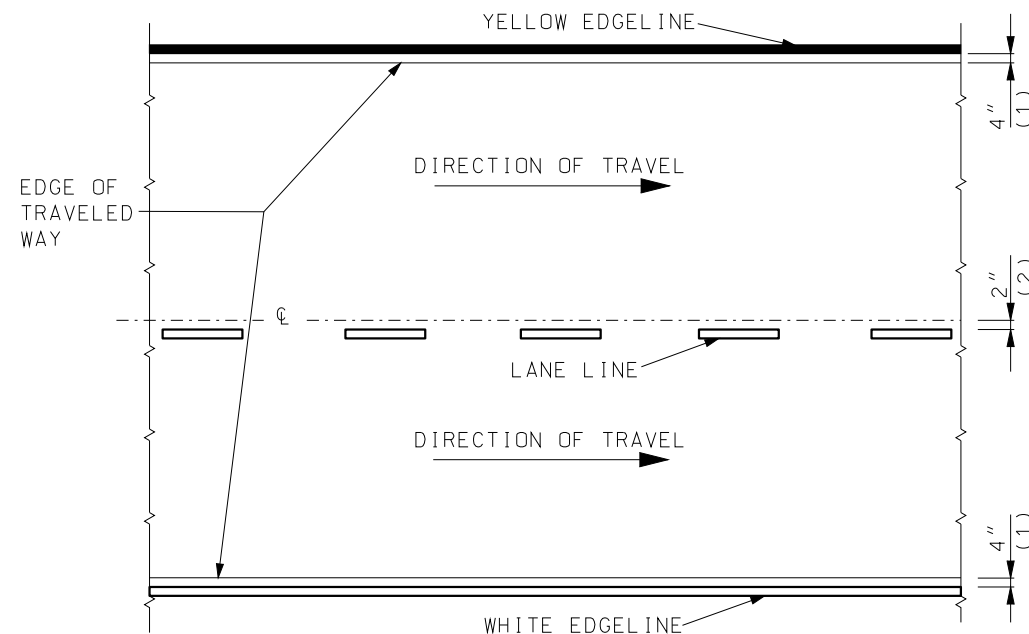 YELLOW EDGELINE
4"
(1)
DIRECTION OF TRAVEL
EDGE OF
TRAVELED
WAY
2"
(2)
℄
LANE LINE
DIRECTION OF TRAVEL
4"
(1)
WHITE EDGELINE